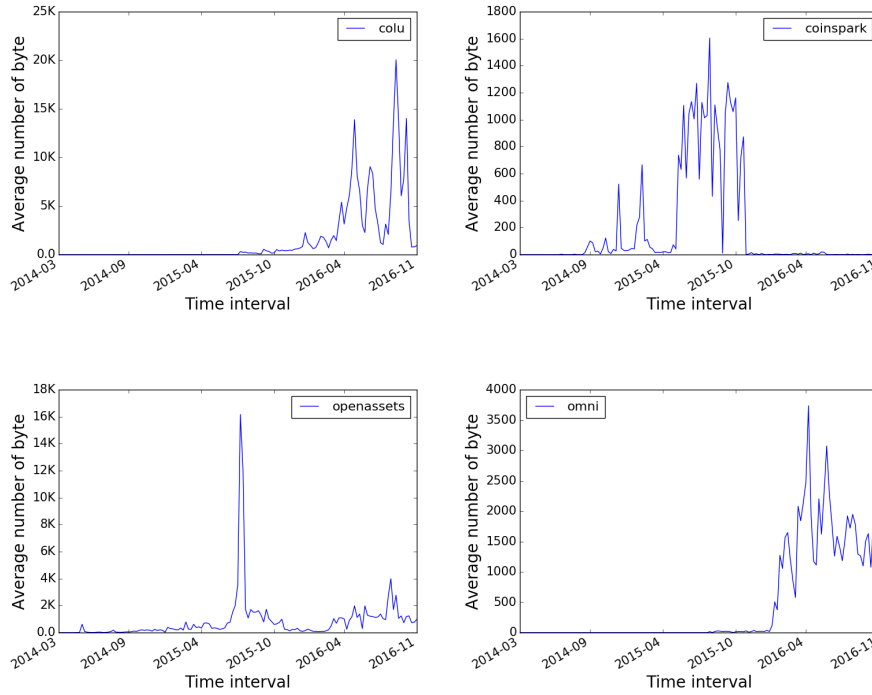 25K
20K
15K
10K
5K
0.0
Average number of byte
colu
2014-03
2014-09
2015-04
2015-10
2016-04
2016-11
Time interval
1800
1600
1400
1200
1000
800
600
400
200
0
Average number of byte
coinspark
2014-03
2014-09
2015-04
2015-10
2016-04
2016-11
Time interval
18K
16K
14K
12K
10K
8K
6K
4K
2K
0.0
Average number of byte
openassets
2014-03
2014-09
2015-04
2015-10
2016-04
2016-11
Time interval
4000
3500
3000
2500
2000
1500
1000
500
0
Average number of byte
omni
2014-03
2014-09
2015-04
2015-10
2016-04
2016-11
Time interval